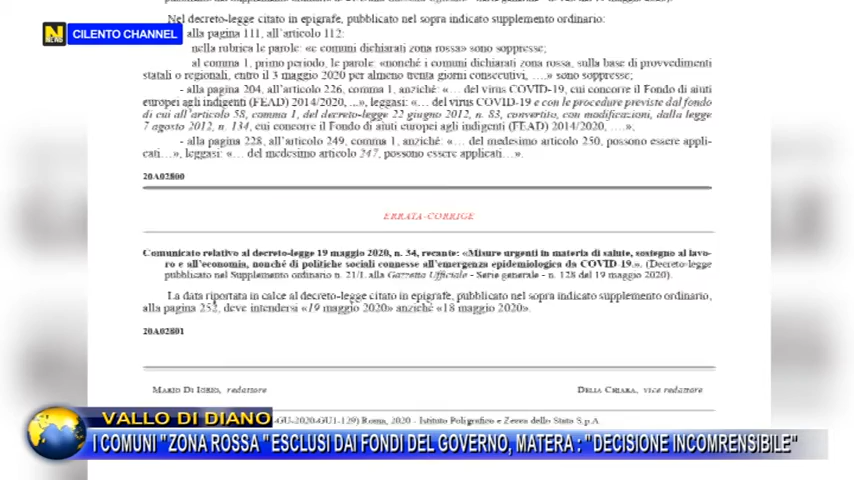 CILENTO CHANNEL
Nel decreto-legge citato in epigrafe, pubblicato nel sopra indicato supplemento ordinario:
alla pagina 111, all'articolo 112:
nella rubrica le parole: «e comuni dichiarati zona rossa» sono soppresse;
al comma 1, primo periodo, le parole: «nonché i comuni dichiarati zona rossa, sulla base di provvedimenti
statali o regionali, entro il 3 maggio 2020 per almeno trenta giorni consecutivi, ….» sono soppresse;
- alla pagina 204, all'articolo 226, comma 1, anziché: «… del virus COVID-19, cui concorre il Fondo di aiuti
europei agli indigenti (FEAD) 2014/2020, ...», leggasi: «… del virus COVID-19 e con le procedure previste dal fondo
di cui all'articolo 58, comma 1, del decreto-legge 22 giugno 2012, n. 83, convertito, con modificazioni, dalla legge
7 agosto 2012, n. 134, cui concorre il Fondo di aiuti europei agli indigenti (FEAD) 2014/2020, ….»,
- alla pagina 228, all'articolo 249, comma 1, anziché: «… del medesimo articolo 250, possono essere appli-
cati…», leggasi: «… del medesimo articolo 247, possono essere applicati…».
20A02800
ERRATA-CORRIGE
Comunicato relativo al decreto-legge 19 maggio 2020, n. 34, recante: «Misure urgenti in materia di salute, sostegno al lavo-
ro e all'economia, nonché di politiche sociali connesse all'emergenza epidemiologica da COVID-19.». (Decreto-legge
pubblicato nel Supplemento ordinario n. 21/L alla Gazzetta Ufficiale - Serie generale - n. 128 del 19 maggio 2020).
La data riportata in calce al decreto-legge citato in epigrafe, pubblicato nel sopra indicato supplemento ordinario,
alla pagina 252, deve intendersi «19 maggio 2020» anziché «18 maggio 2020».
20A02801
MARIO DI IORIO, redattore
DELIA CHIARA, vice redattore
-GU-2020-GU1-129) Roma, 2020 - Istituto Poligrafico e Zecca dello Stato S.p.A.
VALLO DI DIANO
I COMUNI "ZONA ROSSA "ESCLUSI DAI FONDI DEL GOVERNO, MATERA : "DECISIONE INCOMRENSIBILE"